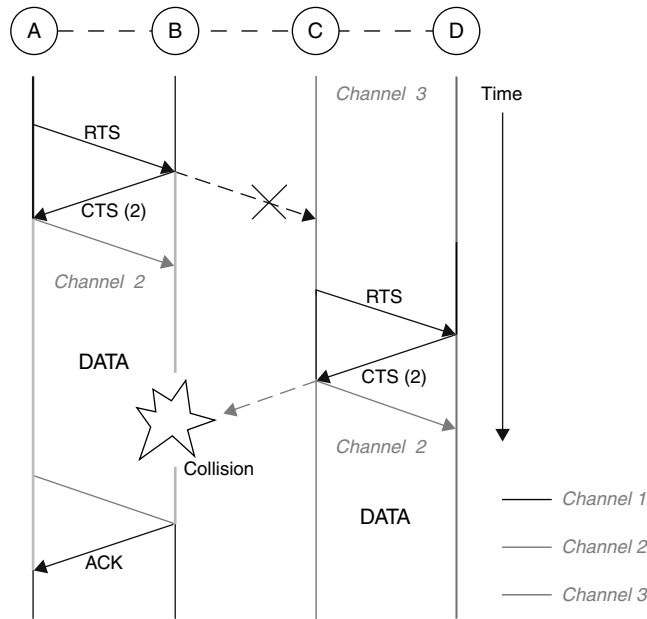 A
B
C
D
Channel 3
Time
RTS
CTS (2)
Channel 2
RTS
DATA
CTS (2)
Channel 2
Collision
Channel 1
DATA
Channel 2
ACK
Channel 3